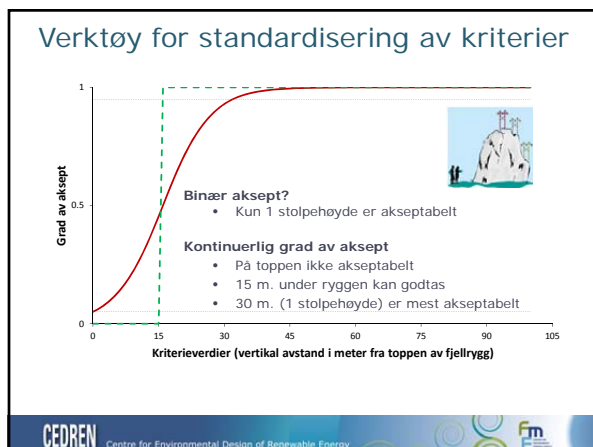 Verktøy for standardisering av kriterier
1
0.5
0
Grad av aksept
Binær aksept?
• Kun 1 stolpehøyde er akseptabelt
Kontinuerlig grad av aksept
• På toppen ikke akseptabelt
• 15 m. under ryggen kan godtas
• 30 m. (1 stolpehøyde) er mest akseptabelt
0 15 30 45 60 75 90 105
Kriterieverdier (vertikal avstand i meter fra toppen av fjellrygg)
CEDREN Centre for Environmental Design of Renewable Energy